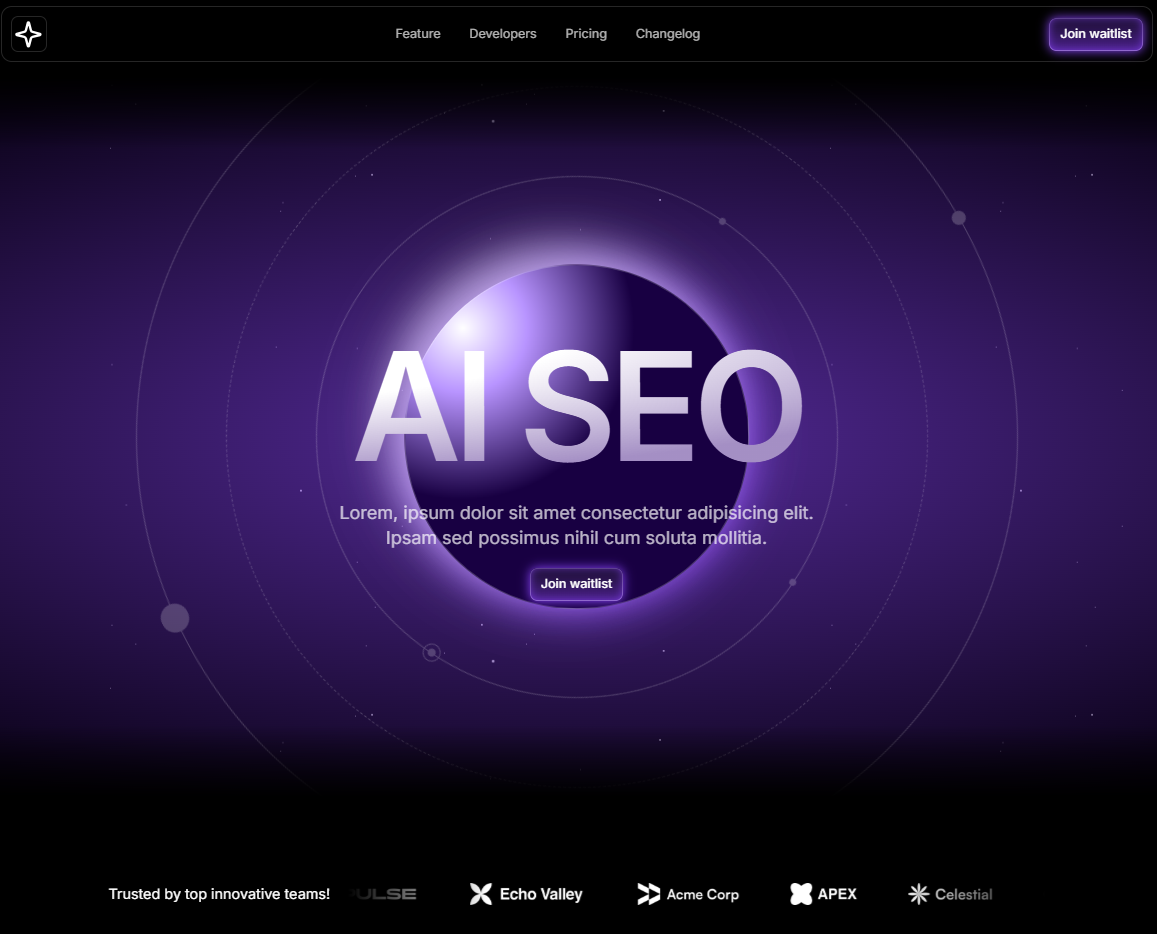 Feature Developers Pricing Changelog Join waitlist
AI SEO
Lorem, ipsum dolor sit amet consectetur adipisicing elit.
Ipsam sed possimus nihil cum soluta mollitia.
Join waitlist
Trusted by top innovative teams! PULSE Echo Valley Acme Corp APEX Celestial